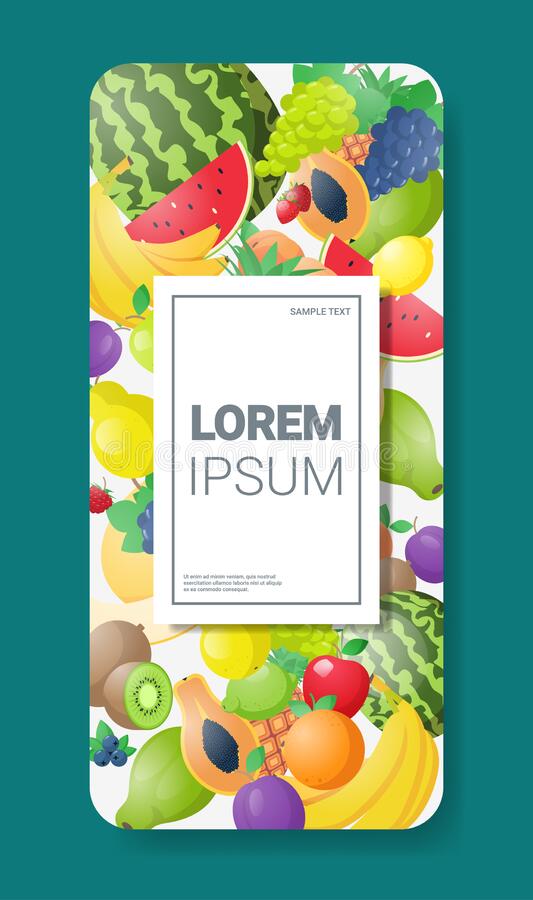 SAMPLE TEXT
LOREM
IPSUM
Ut enim ad minim veniam, quis nostrud
exercitation ullamco laboris nisi ut aliquip
ex ea commodo consequat.